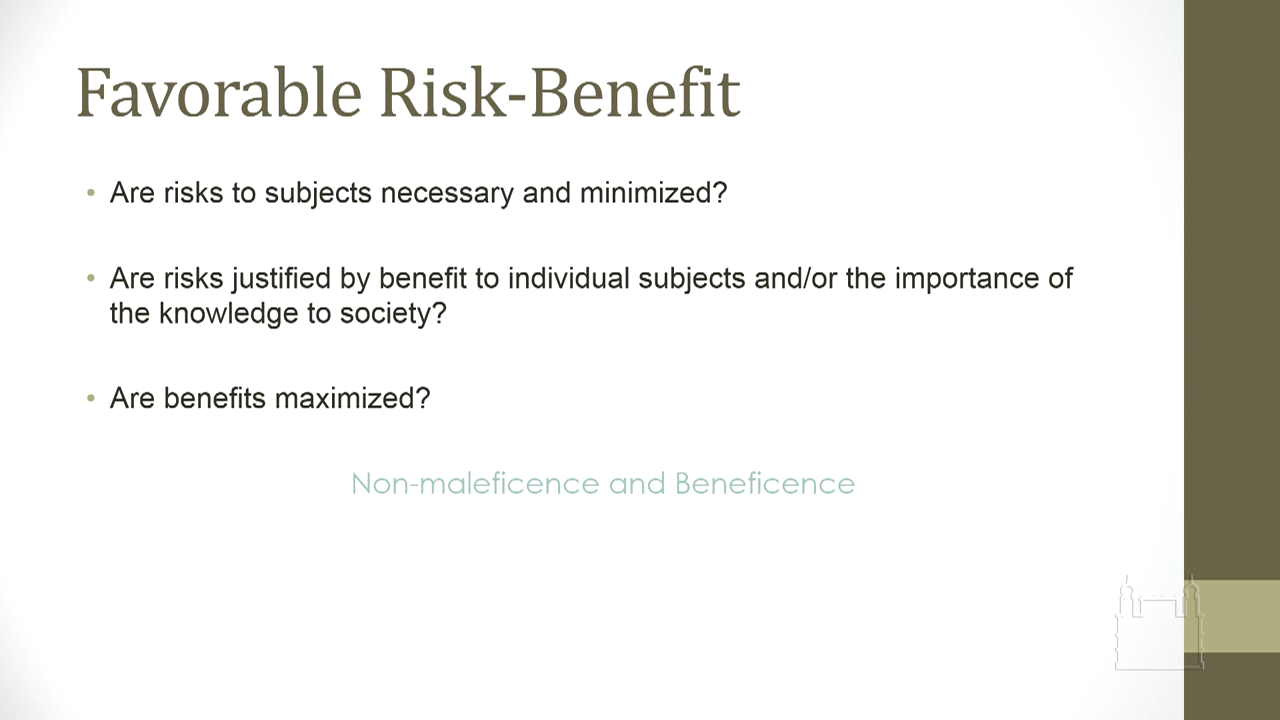 Favorable Risk-Benefit
• Are risks to subjects necessary and minimized?
• Are risks justified by benefit to individual subjects and/or the importance of
the knowledge to society?
• Are benefits maximized?
Non-maleficence and Beneficence